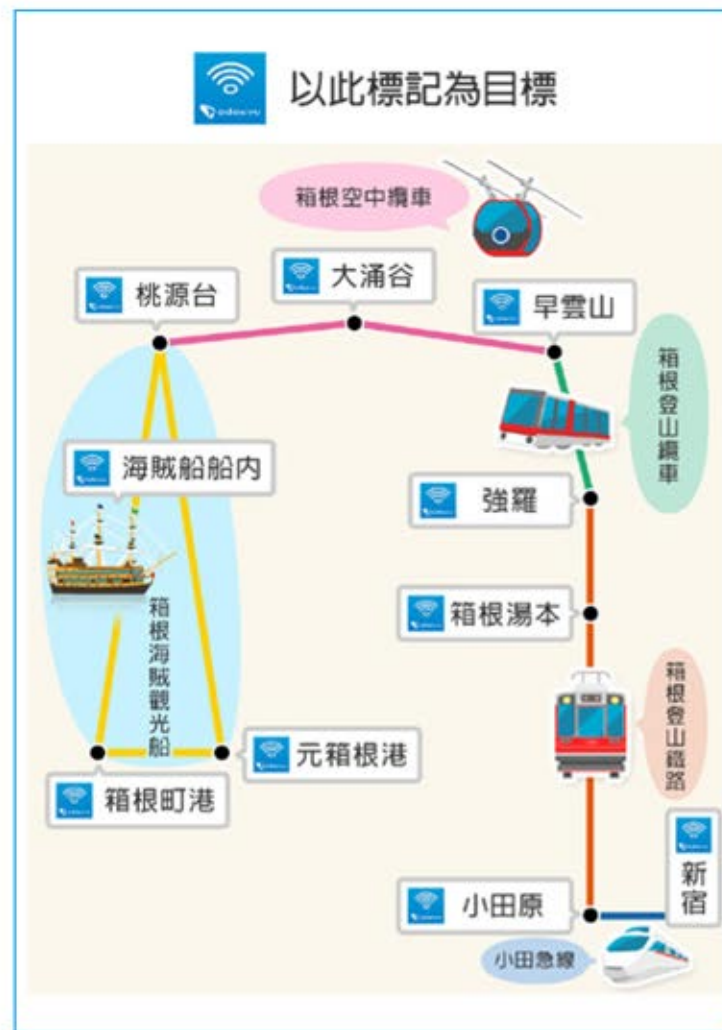 以此標記為目標
箱根空中纜車
大涌谷
桃源台
早雲山
箱根登山纜車
海賊船船内
強羅
箱根海賊觀光船
箱根湯本
箱根登山鐵路
元箱根港
箱根町港
新宿
小田原
小田急線